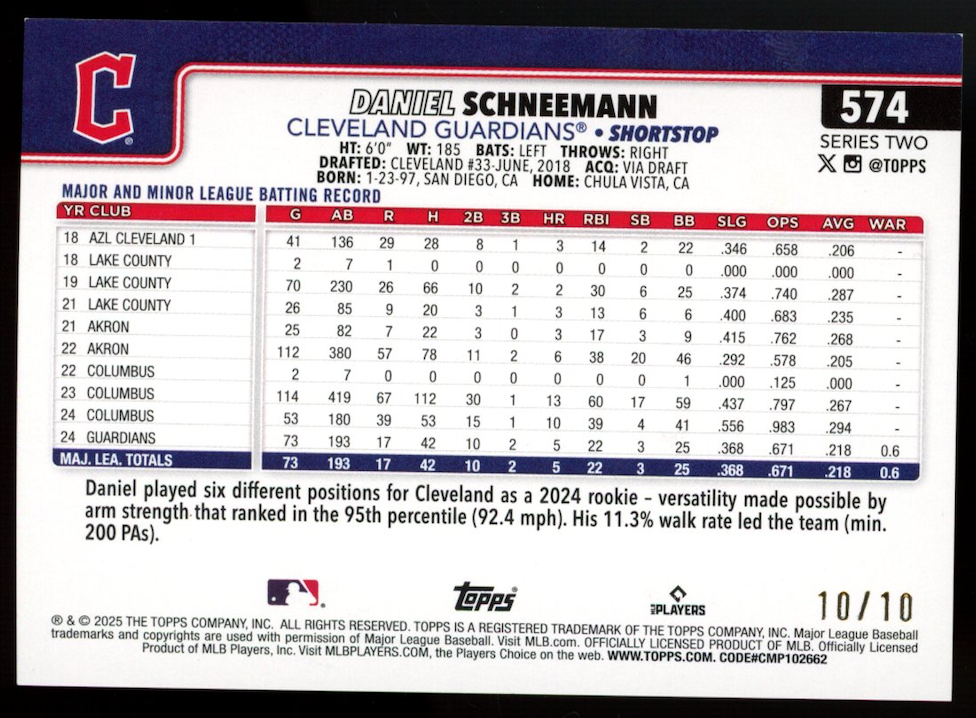 C
DANIEL SCHNEEMANN
574
CLEVELAND GUARDIANS® • SHORTSTOP
SERIES TWO
HT: 6'0" WT: 185 BATS: LEFT THROWS: RIGHT
@TOPPS
DRAFTED: CLEVELAND #33-JUNE, 2018 ACQ: VIA DRAFT
BORN: 1-23-97, SAN DIEGO, CA HOME: CHULA VISTA, CA
MAJOR AND MINOR LEAGUE BATTING RECORD
YR CLUB G AB R H 2B 3B HR RBI SB BB SLG OPS AVG WAR
18 AZL CLEVELAND 1 41 136 29 28 8 1 3 14 2 22 .346 .658 .206 -
18 LAKE COUNTY 2 7 1 0 0 0 0 0 0 0 .000 .000 .000 -
19 LAKE COUNTY 70 230 26 66 10 2 2 30 6 25 .374 .740 .287 -
21 LAKE COUNTY 26 85 9 20 3 1 3 13 6 6 .400 .683 .235 -
21 AKRON 25 82 7 22 3 0 3 17 3 9 .415 .762 .268 -
22 AKRON 112 380 57 78 11 2 6 38 20 46 .292 .578 .205 -
22 COLUMBUS 2 7 0 0 0 0 0 0 0 1 .000 .125 .000 -
23 COLUMBUS 114 419 67 112 30 1 13 60 17 59 .437 .797 .267 -
24 COLUMBUS 53 180 39 53 15 1 10 39 4 41 .556 .983 .294 -
24 GUARDIANS 73 193 17 42 10 2 5 22 3 25 .368 .671 .218 0.6
MAJ. LEA. TOTALS 73 193 17 42 10 2 5 22 3 25 .368 .671 .218 0.6
Daniel played six different positions for Cleveland as a 2024 rookie – versatility made possible by
arm strength that ranked in the 95th percentile (92.4 mph). His 11.3% walk rate led the team (min.
200 PAs).
Topps®
MLB PLAYERS
10/10
® & © 2025 THE TOPPS COMPANY, INC. ALL RIGHTS RESERVED. TOPPS IS A REGISTERED TRADEMARK OF THE TOPPS COMPANY, INC. Major League Baseball
trademarks and copyrights are used with permission of Major League Baseball. Visit MLB.com. OFFICIALLY LICENSED PRODUCT OF MLB. Officially Licensed
Product of MLB Players, Inc. Visit MLBPLAYERS.COM, the Players Choice on the web. WWW.TOPPS.COM. CODE#CMP102662